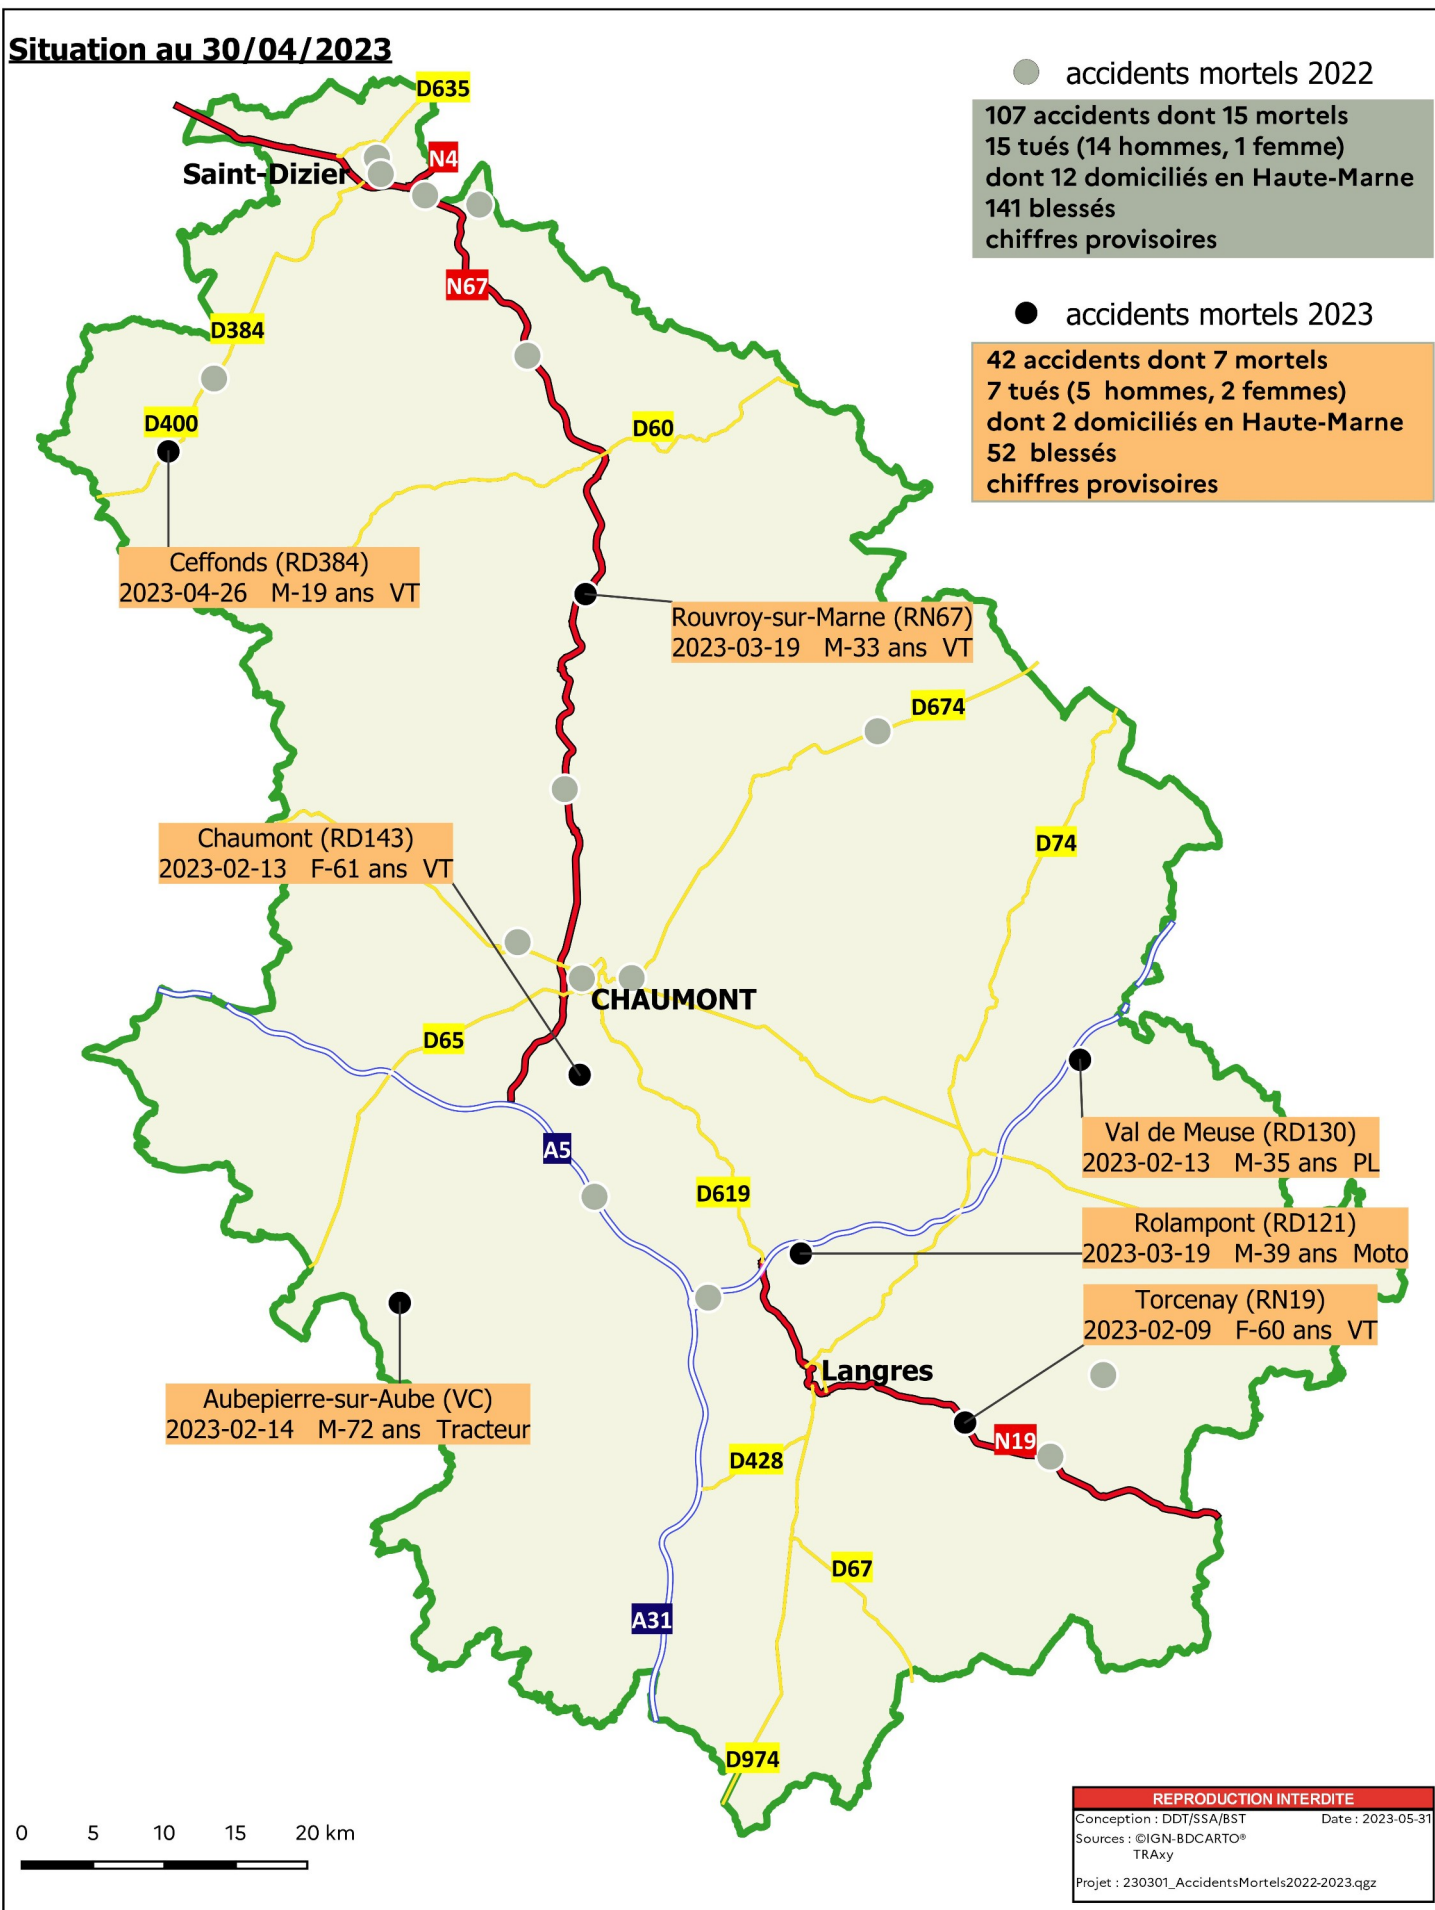 Situation au 30/04/2023
accidents mortels 2022
107 accidents dont 15 mortels
15 tués (14 hommes, 1 femme)
dont 12 domiciliés en Haute-Marne
141 blessés
chiffres provisoires
accidents mortels 2023
42 accidents dont 7 mortels
7 tués (5 hommes, 2 femmes)
dont 2 domiciliés en Haute-Marne
52 blessés
chiffres provisoires
D635
N4
Saint-Dizier
N67
D384
D400
D60
Ceffonds (RD384)
2023-04-26 M-19 ans VT
Rouvroy-sur-Marne (RN67)
2023-03-19 M-33 ans VT
D674
Chaumont (RD143)
2023-02-13 F-61 ans VT
D74
CHAUMONT
D65
A5
Val de Meuse (RD130)
2023-02-13 M-35 ans PL
D619
Rolampont (RD121)
2023-03-19 M-39 ans Moto
Torcenay (RN19)
2023-02-09 F-60 ans VT
Langres
Aubepierre-sur-Aube (VC)
2023-02-14 M-72 ans Tracteur
N19
D428
D67
A31
D974
0 5 10 15 20 km
REPRODUCTION INTERDITE
Conception : DDT/SSA/BST Date : 2023-05-31
Sources : ©IGN-BDCARTO®
TRAxy
Projet : 230301_AccidentsMortels2022-2023.qgz